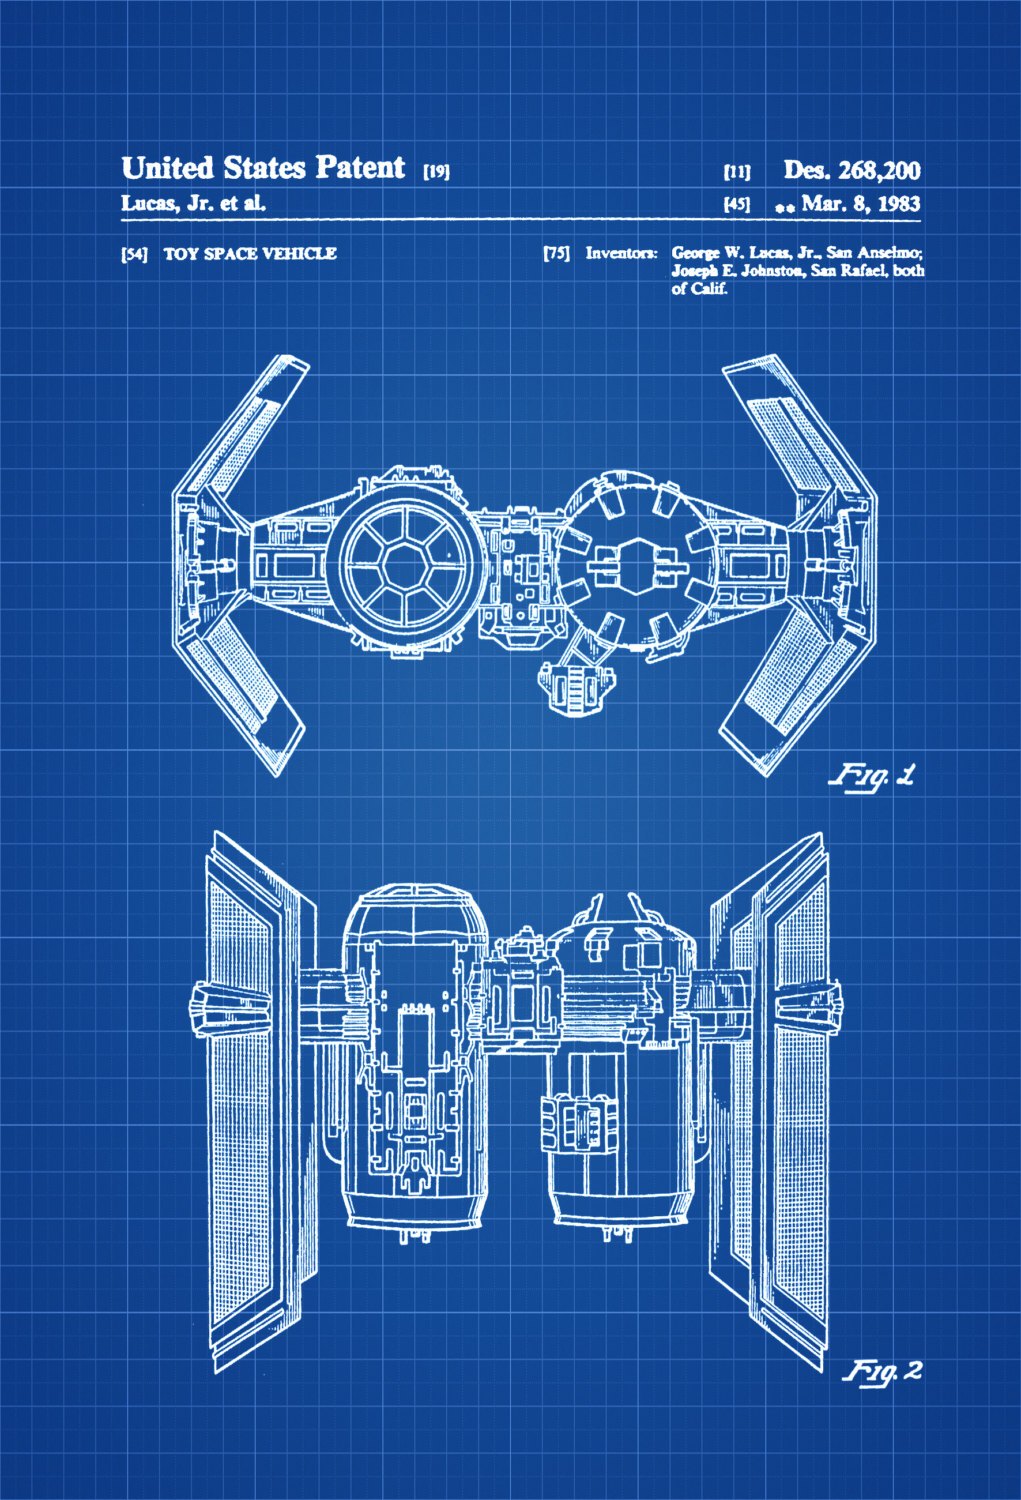 United States Patent [19]
[11] Des. 268,200
Lucas, Jr. et al.
[45] ** Mar. 8, 1983
[54] TOY SPACE VEHICLE
[75] Inventors: George W. Lucas, Jr., San Anselmo;
Joseph E. Johnston, San Rafael, both
of Calif.
Fig. 1
Fig. 2